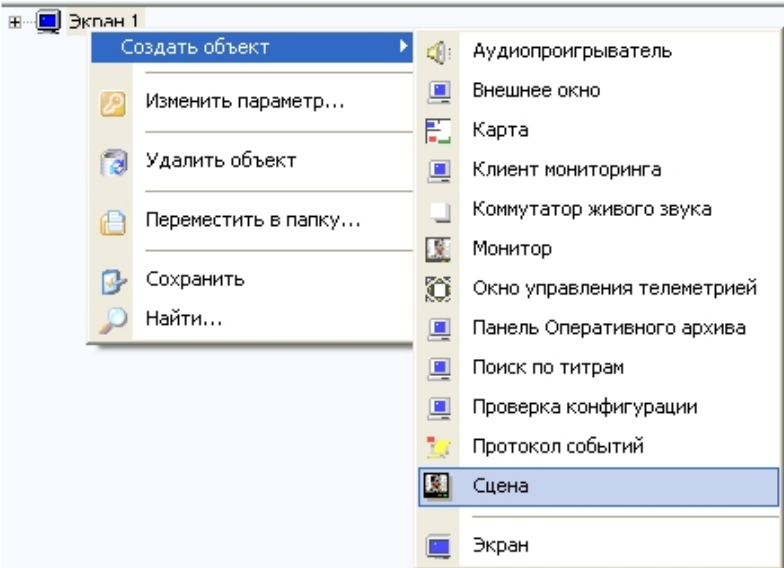 Экран 1
Создать объект
Изменить параметр...
Удалить объект
Переместить в папку...
Сохранить
Найти...
Аудиопроигрыватель
Внешнее окно
Карта
Клиент мониторинга
Коммутатор живого звука
Монитор
Окно управления телеметрией
Панель Оперативного архива
Поиск по титрам
Проверка конфигурации
Протокол событий
Сцена
Экран